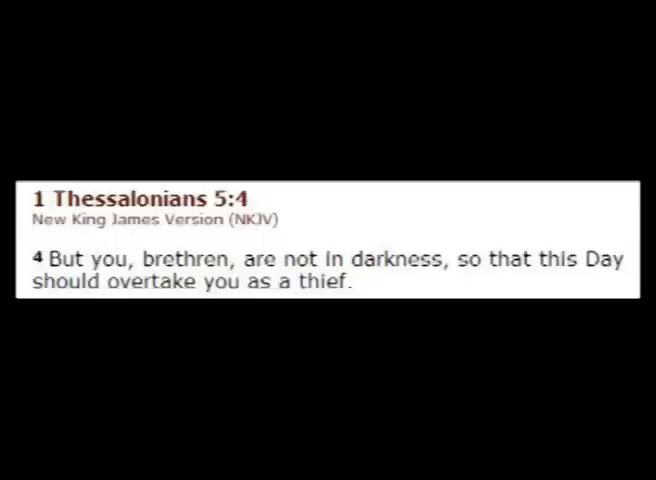 1 Thessalonians 5:4
New King James Version (NKJV)
4 But you, brethren, are not in darkness, so that this Day
should overtake you as a thief.